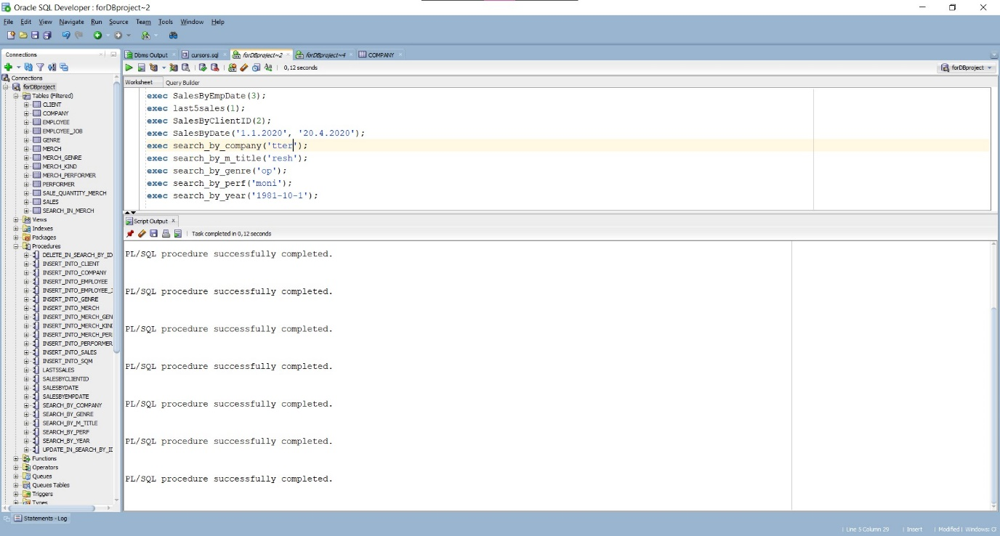 Oracle SQL Developer : forDBproject~2
File Edit View Navigate Run Source Team Tools Window Help
Connections
Dbms Output cursors.sql forDBproject~2 forDBproject~4 COMPANY
0,12 seconds
forDBproject
Worksheet Query Builder
Connections
forDBproject
Tables (Filtered)
CLIENT
COMPANY
EMPLOYEE
EMPLOYEE_JOB
GENRE
MERCH
MERCH_GENRE
MERCH_KIND
MERCH_PERFORMER
PERFORMER
SALE_QUANTITY_MERCH
SALES
SEARCH_IN_MERCH
Views
Indexes
Packages
Procedures
DELETE_IN_SEARCH_BY_ID
INSERT_INTO_CLIENT
INSERT_INTO_COMPANY
INSERT_INTO_EMPLOYEE
INSERT_INTO_EMPLOYEE_J
INSERT_INTO_GENRE
INSERT_INTO_MERCH
INSERT_INTO_MERCH_GEN
INSERT_INTO_MERCH_KIN
INSERT_INTO_MERCH_PER
INSERT_INTO_PERFORMER
INSERT_INTO_SALES
INSERT_INTO_SQM
LAST5SALES
SALESBYCLIENTID
SALESBYDATE
SALESBYEMPDATE
SEARCH_BY_COMPANY
SEARCH_BY_GENRE
SEARCH_BY_M_TITLE
SEARCH_BY_PERF
SEARCH_BY_YEAR
UPDATE_IN_SEARCH_BY_I
Functions
Operators
Queues
Queues Tables
Triggers
Types
exec SalesByEmpDate(3);
exec last5sales(1);
exec SalesByClientID(2);
exec SalesByDate('1.1.2020', '20.4.2020');
exec search_by_company('tter');
exec search_by_m_title('resh');
exec search_by_genre('op');
exec search_by_perf('moni');
exec search_by_year('1981-10-1');
Script Output
Task completed in 0,12 seconds
PL/SQL procedure successfully completed.
PL/SQL procedure successfully completed.
PL/SQL procedure successfully completed.
PL/SQL procedure successfully completed.
PL/SQL procedure successfully completed.
PL/SQL procedure successfully completed.
PL/SQL procedure successfully completed.
Statements - Log
Line 5 Column 29 Insert Modified Windows: C